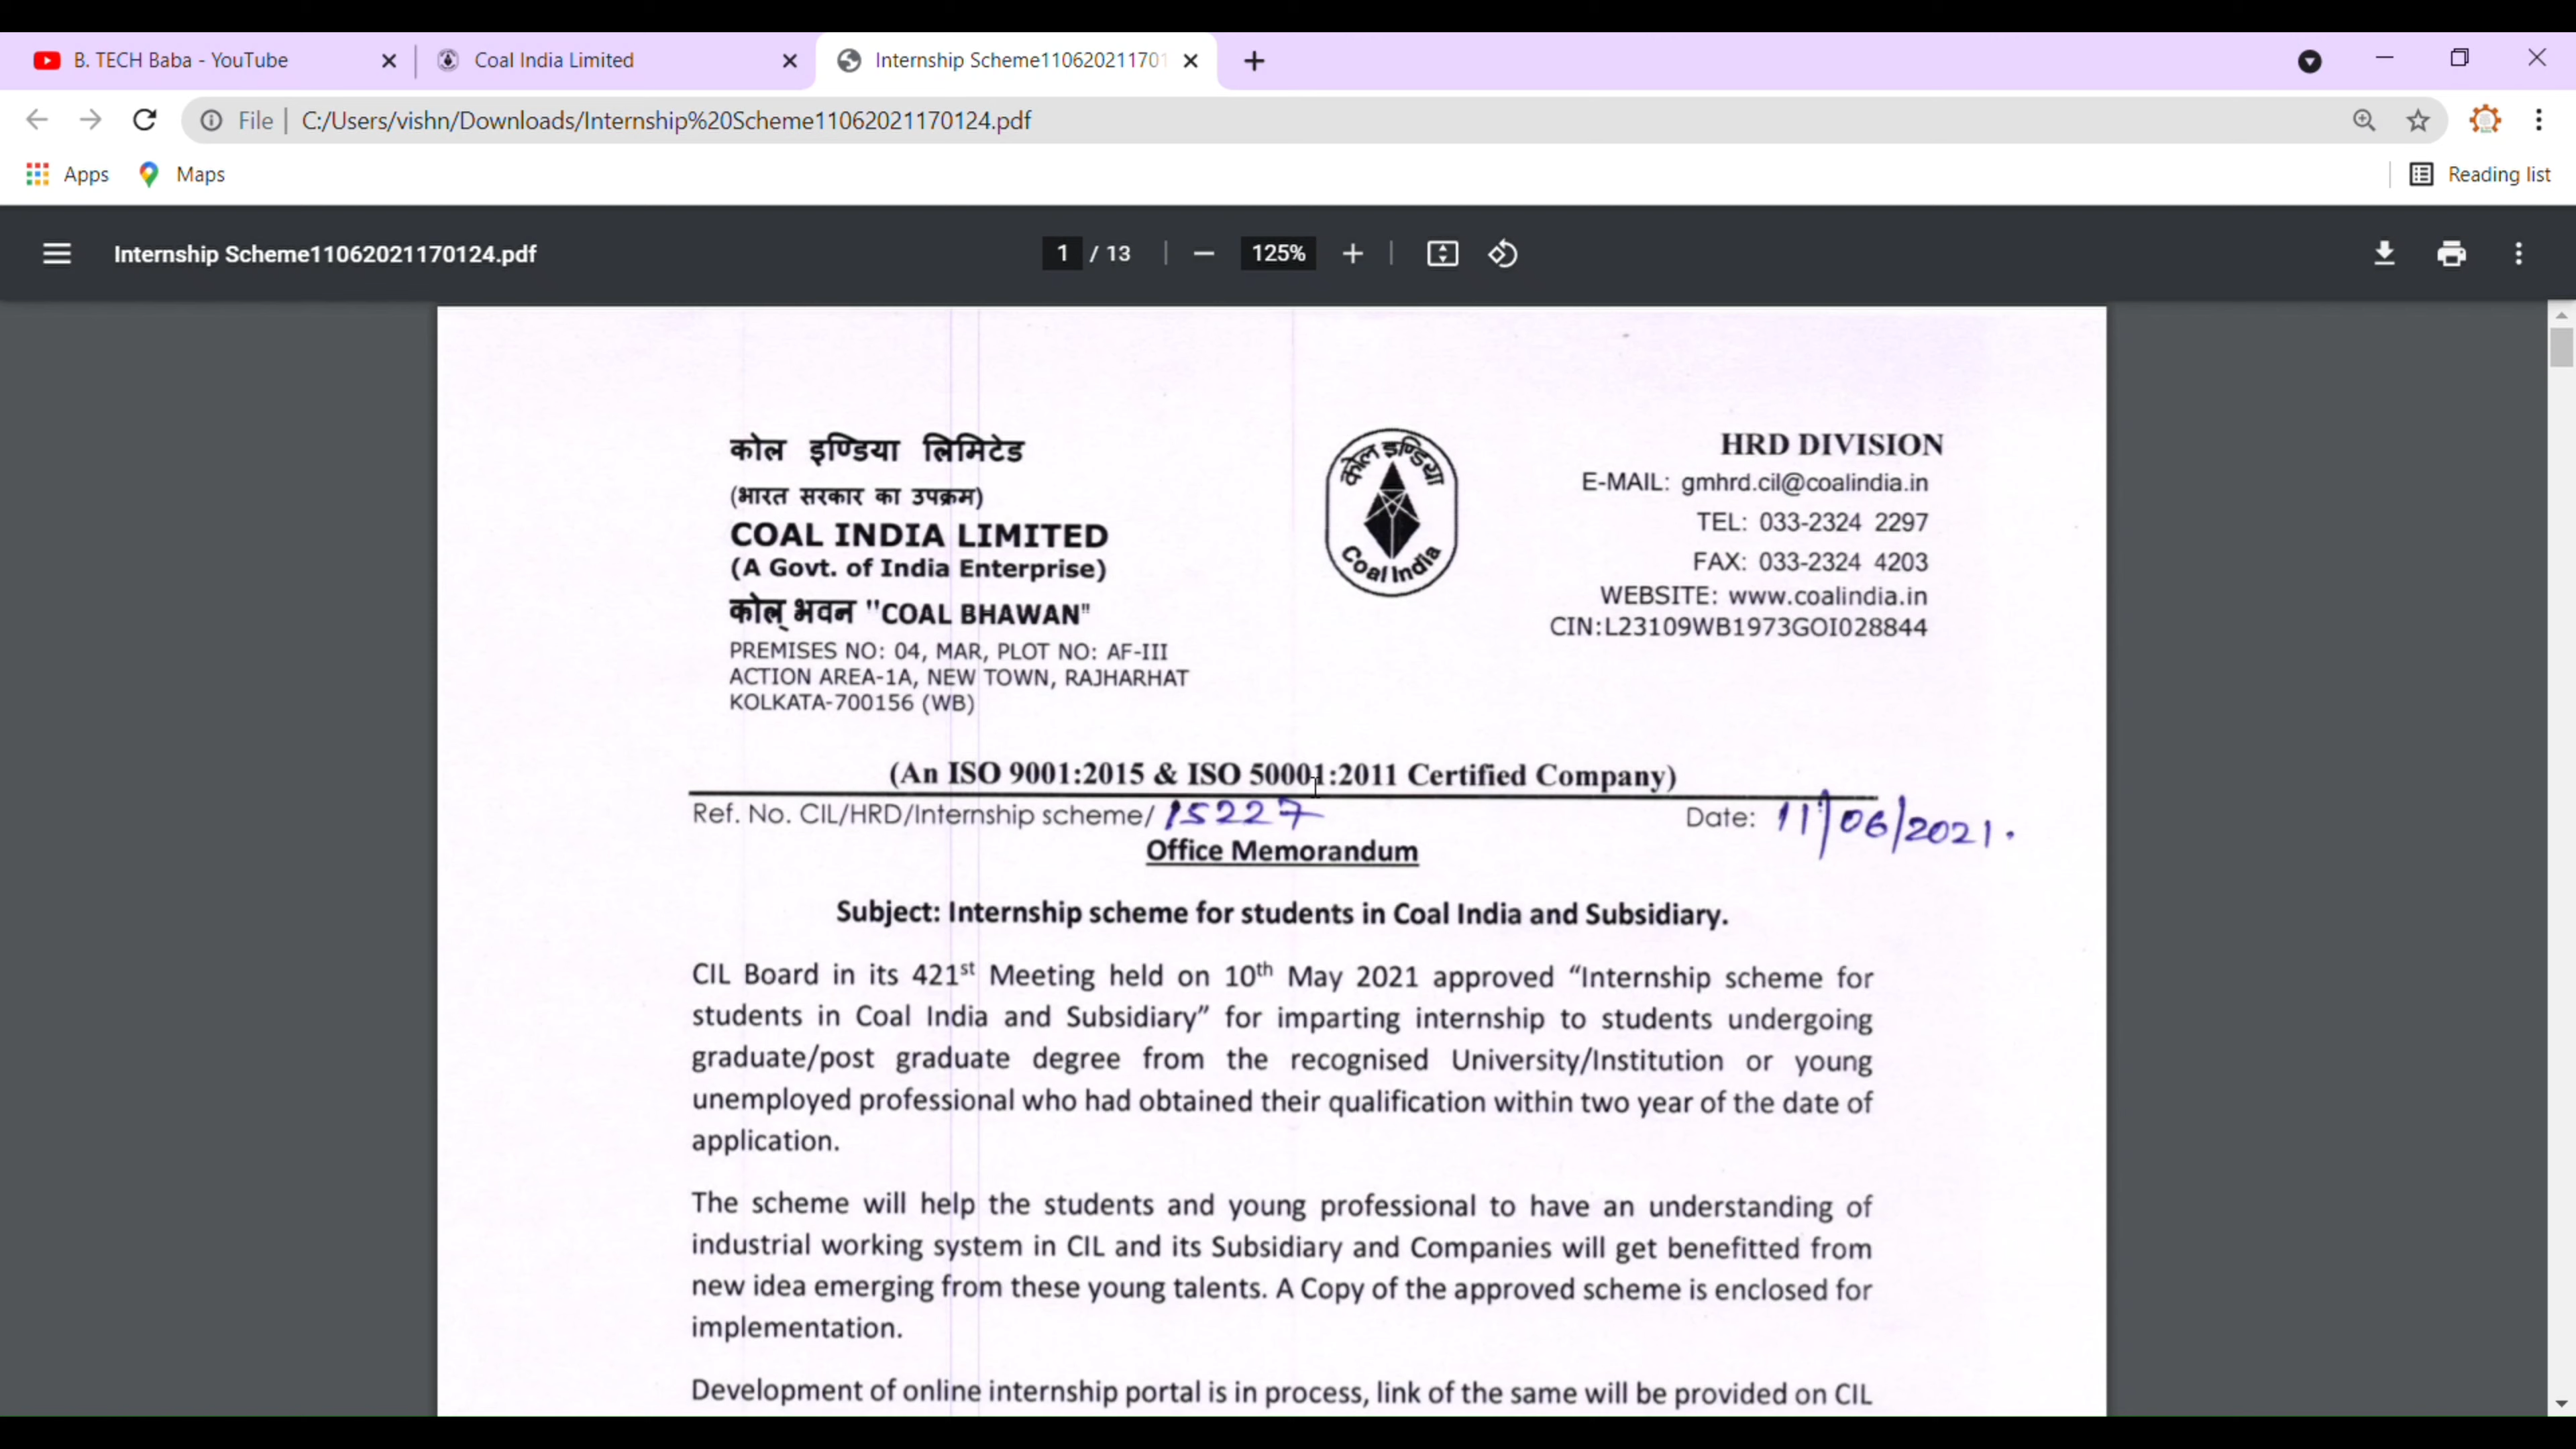 B. TECH Baba - YouTube
Coal India Limited
Internship Scheme110620211701
File
C:/Users/vishn/Downloads/Internship%20Scheme11062021170124.pdf
Apps
Maps
Reading list
Internship Scheme11062021170124.pdf
1 / 13
125%
कोल इण्डिया लिमिटेड
(भारत सरकार का उपक्रम)
COAL INDIA LIMITED
(A Govt. of India Enterprise)
कोल् भवन "COAL BHAWAN"
PREMISES NO: 04, MAR, PLOT NO: AF-III
ACTION AREA-1A, NEW TOWN, RAJHARHAT
KOLKATA-700156 (WB)
कोल इण्डिया
Coal India
HRD DIVISION
E-MAIL: gmhrd.cil@coalindia.in
TEL: 033-2324 2297
FAX: 033-2324 4203
WEBSITE: www.coalindia.in
CIN:L23109WB1973GOI028844
(An ISO 9001:2015 & ISO 50001:2011 Certified Company)
Ref. No. CIL/HRD/Internship scheme/ 15227
Date: 11/06/2021.
Office Memorandum
Subject: Internship scheme for students in Coal India and Subsidiary.
CIL Board in its 421st Meeting held on 10th May 2021 approved “Internship scheme for
students in Coal India and Subsidiary” for imparting internship to students undergoing
graduate/post graduate degree from the recognised University/Institution or young
unemployed professional who had obtained their qualification within two year of the date of
application.
The scheme will help the students and young professional to have an understanding of
industrial working system in CIL and its Subsidiary and Companies will get benefitted from
new idea emerging from these young talents. A Copy of the approved scheme is enclosed for
implementation.
Development of online internship portal is in process, link of the same will be provided on CIL